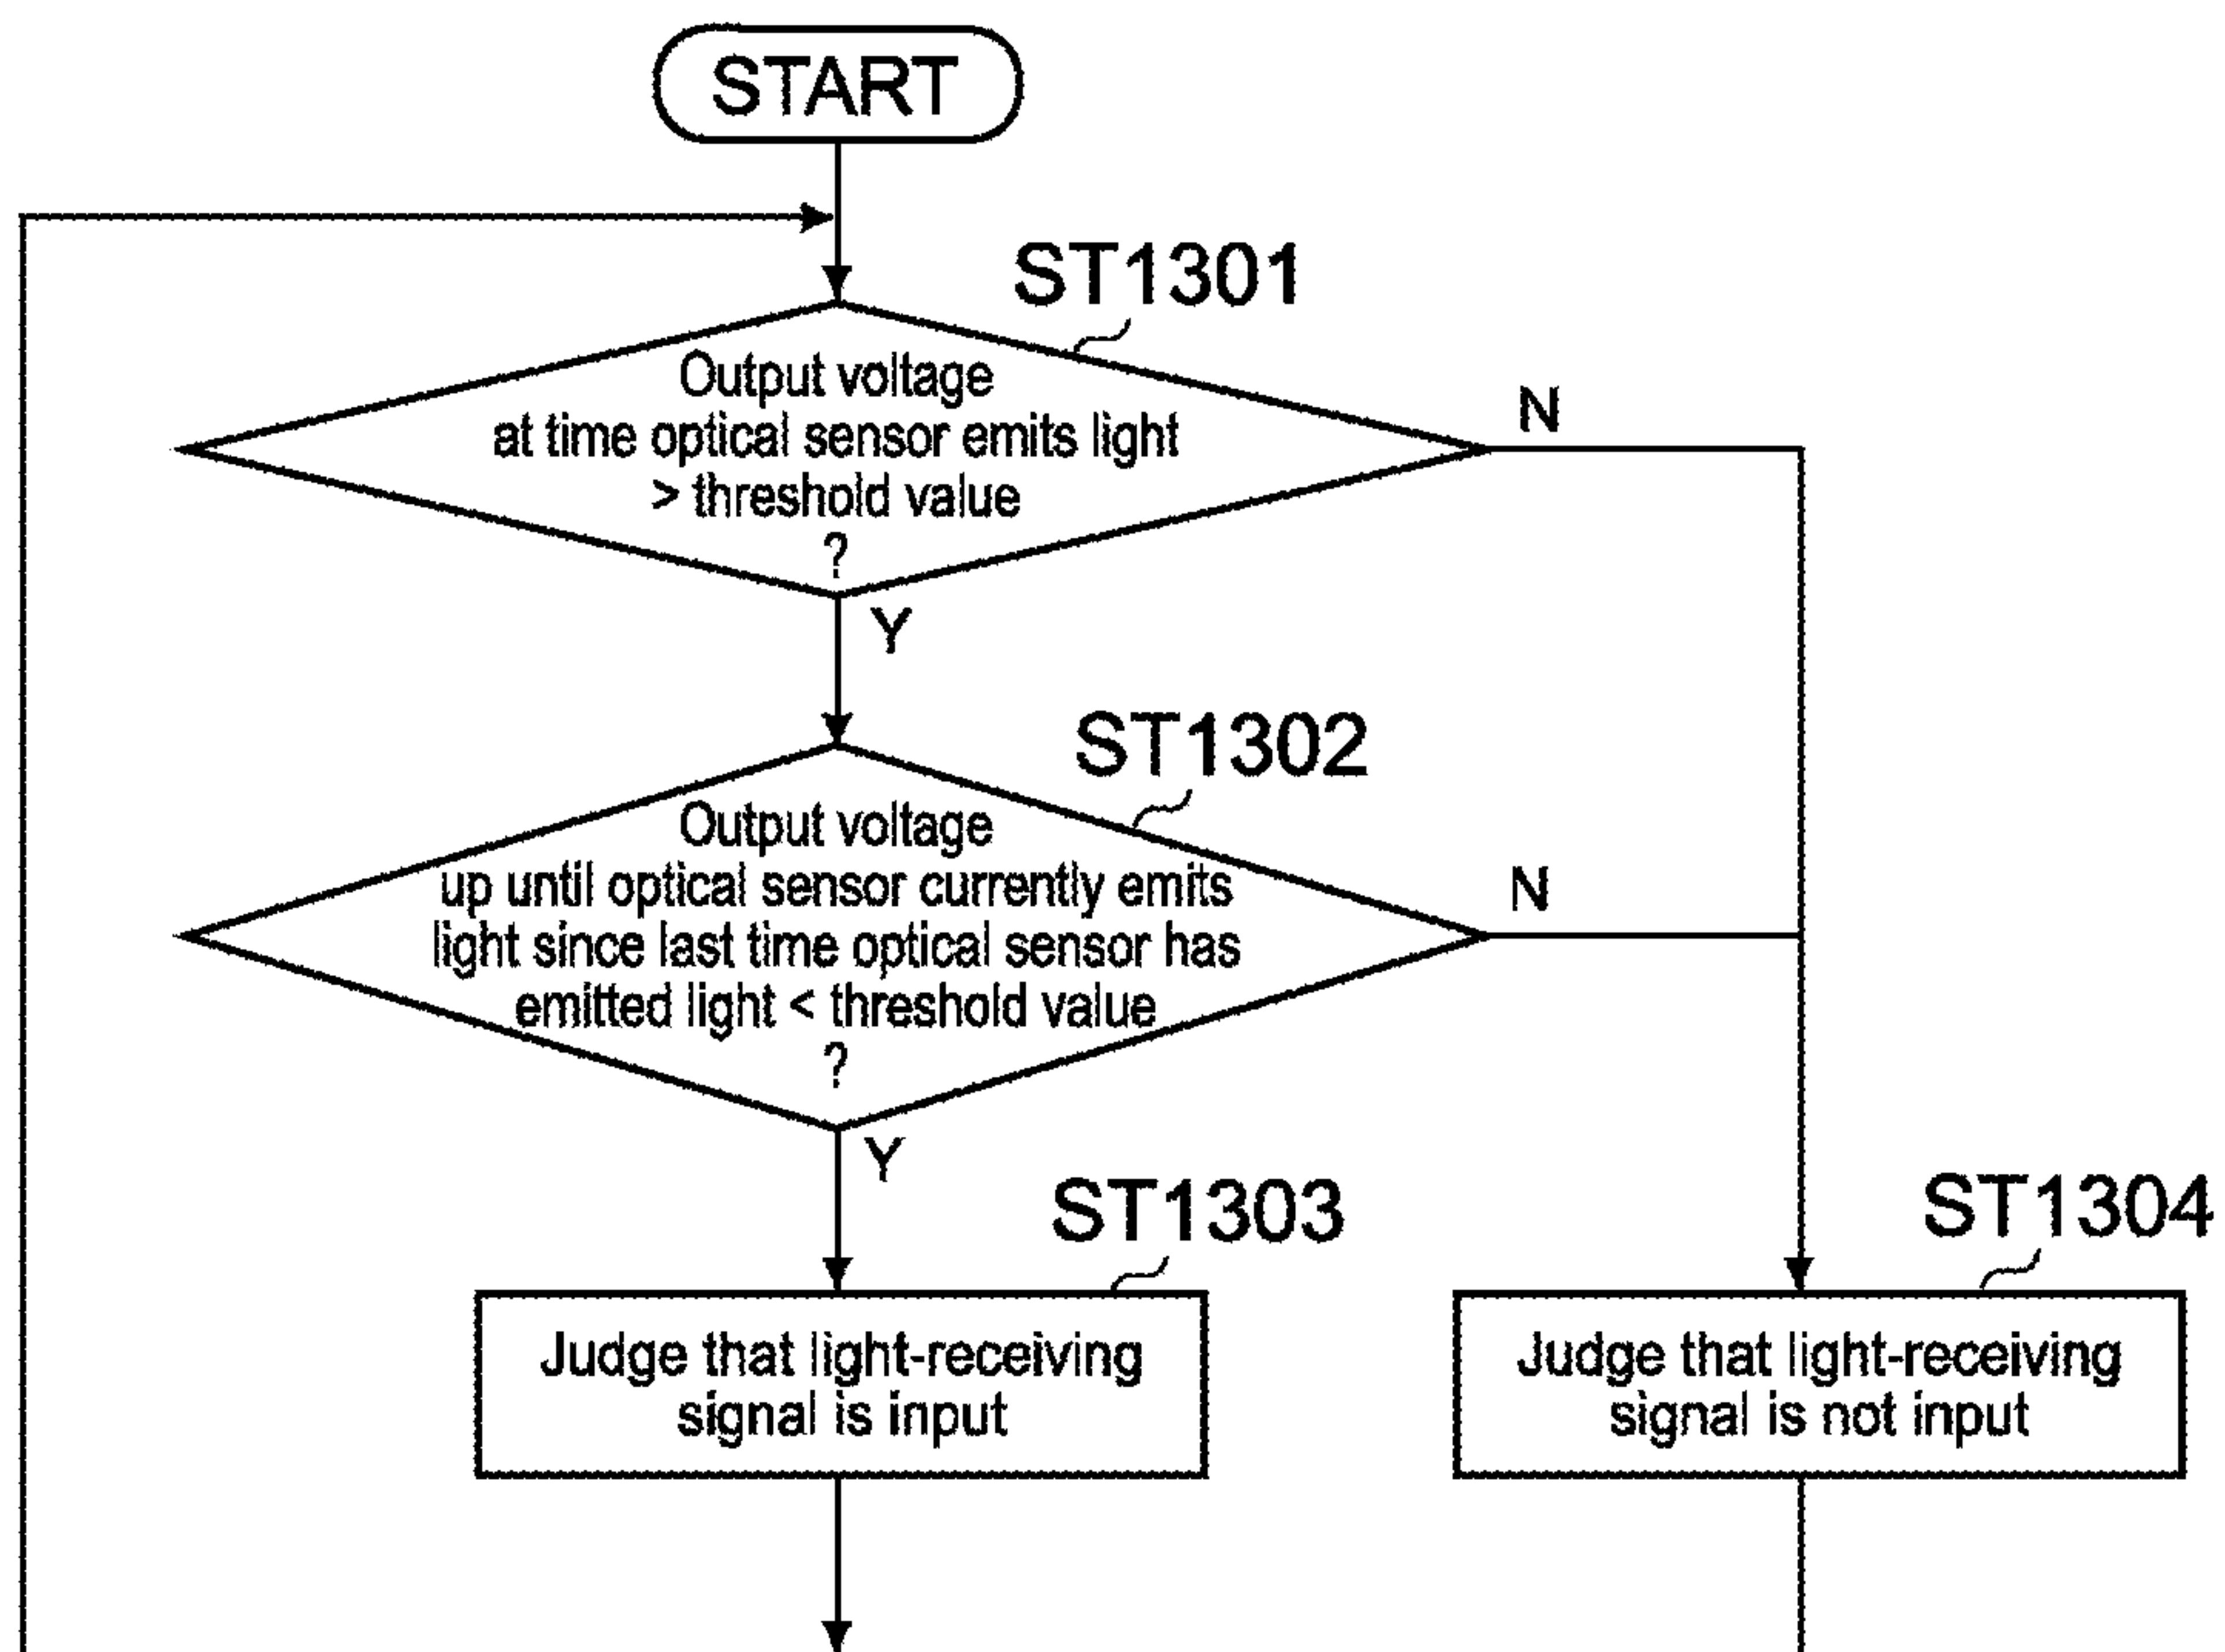 START
ST1301
Output voltage
at time optical sensor emits light
> threshold value
?
N
Y
ST1302
Output voltage
up until optical sensor currently emits
light since last time optical sensor has
emitted light < threshold value
?
N
Y
ST1303
Judge that light-receiving
signal is input
ST1304
Judge that light-receiving
signal is not input